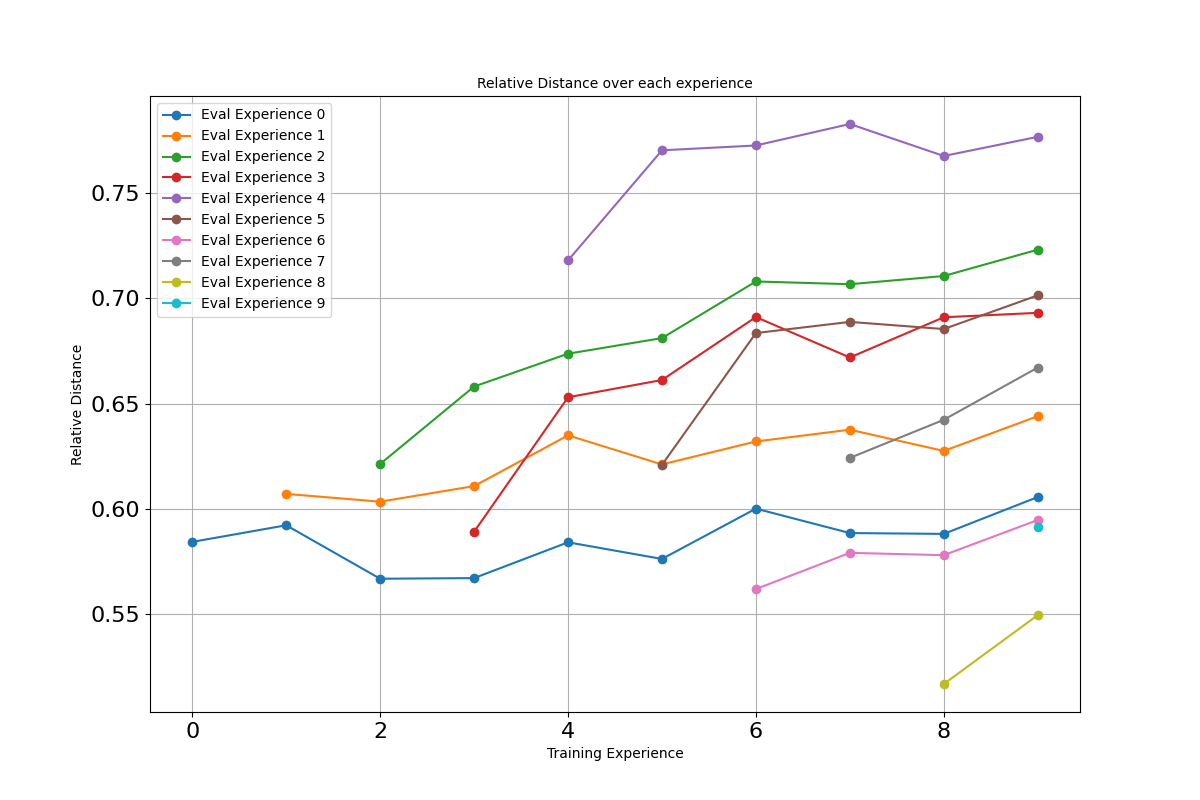 Relative Distance over each experience
Eval Experience 0
Eval Experience 1
Eval Experience 2
Eval Experience 3
Eval Experience 4
Eval Experience 5
Eval Experience 6
Eval Experience 7
Eval Experience 8
Eval Experience 9
0.75
0.70
0.65
0.60
0.55
Relative Distance
0 2 4 6 8
Training Experience